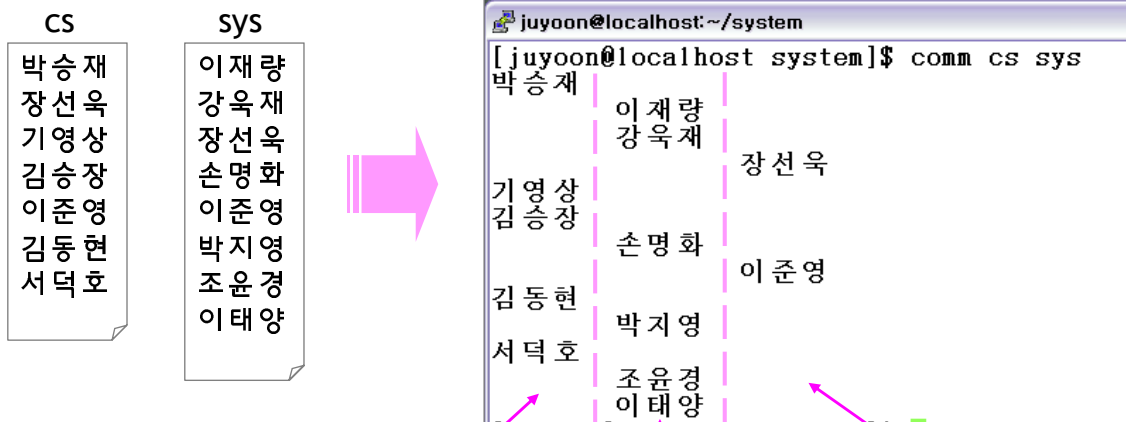 cs
박승재
장선욱
기영상
김승장
이준영
김동현
서덕호
sys
이재량
강욱재
장선욱
손명화
이준영
박지영
조윤경
이태양
juyoon@localhost:~/system
[juyoon@localhost system]$ comm cs sys
박승재
이재량
강욱재
장선욱
기영상
김승장
손명화
이준영
김동현
박지영
서덕호
조윤경
이태양